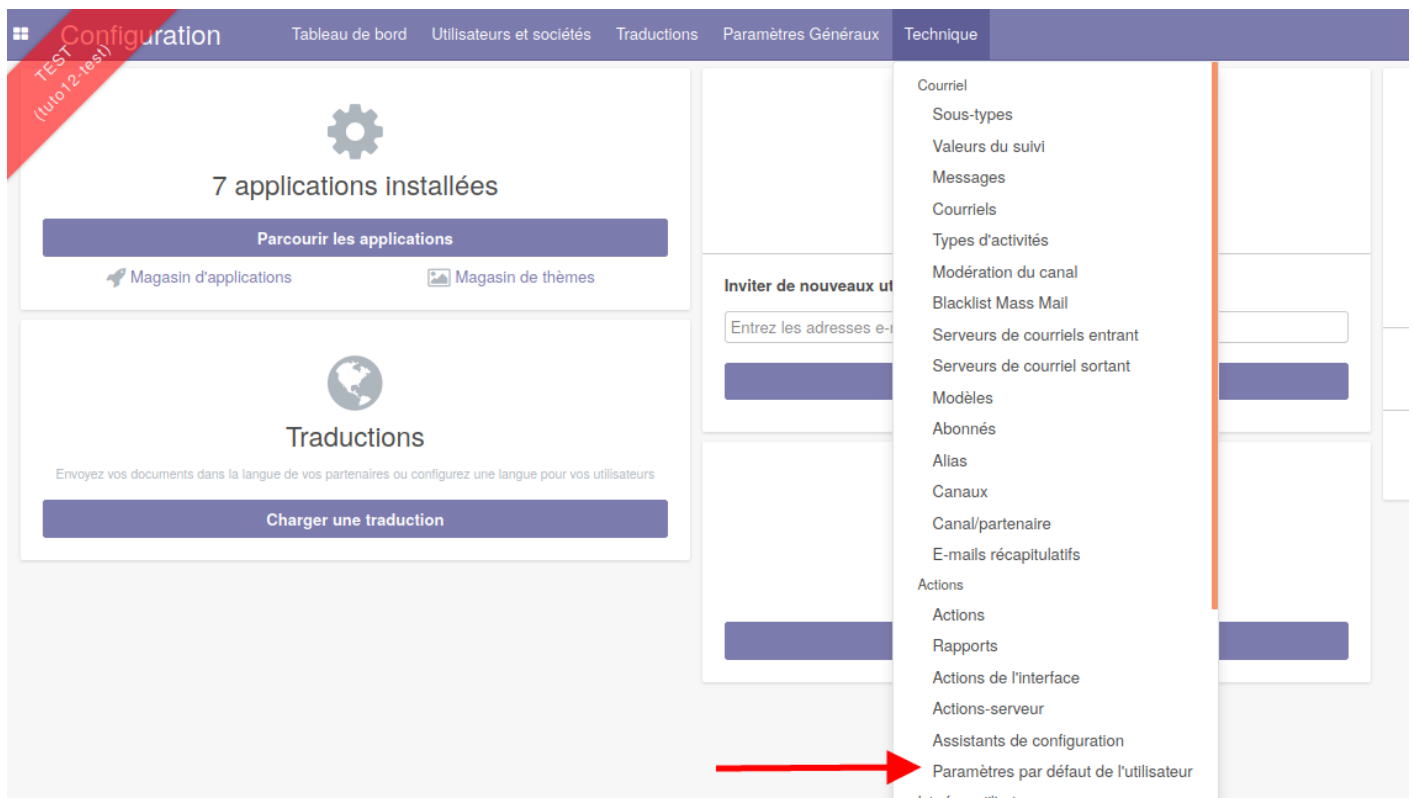 Configuration
Tableau de bord
Utilisateurs et sociétés
Traductions
Paramètres Généraux
Technique
TEST
(tuto12-test)
7 applications installées
Parcourir les applications
Magasin d'applications
Magasin de thèmes
Traductions
Envoyez vos documents dans la langue de vos partenaires ou configurez une langue pour vos utilisateurs
Charger une traduction
Inviter de nouveaux
Entrez les adresses
Courriel
Sous-types
Valeurs du suivi
Messages
Courriels
Types d'activités
Modération du canal
Blacklist Mass Mail
Serveurs de courriels entrant
Serveurs de courriel sortant
Modèles
Abonnés
Alias
Canaux
Canal/partenaire
E-mails récapitulatifs
Actions
Actions
Rapports
Actions de l'interface
Actions-serveur
Assistants de configuration
Paramètres par défaut de l'utilisateur